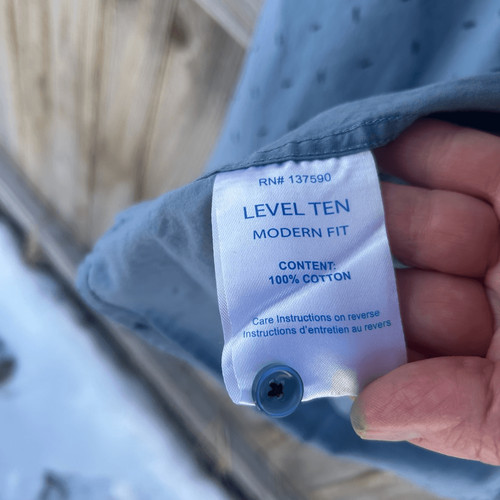 RN# 137590
LEVEL TEN
MODERN FIT
CONTENT:
100% COTTON
Care Instructions on reverse
Instructions d'entretien au revers